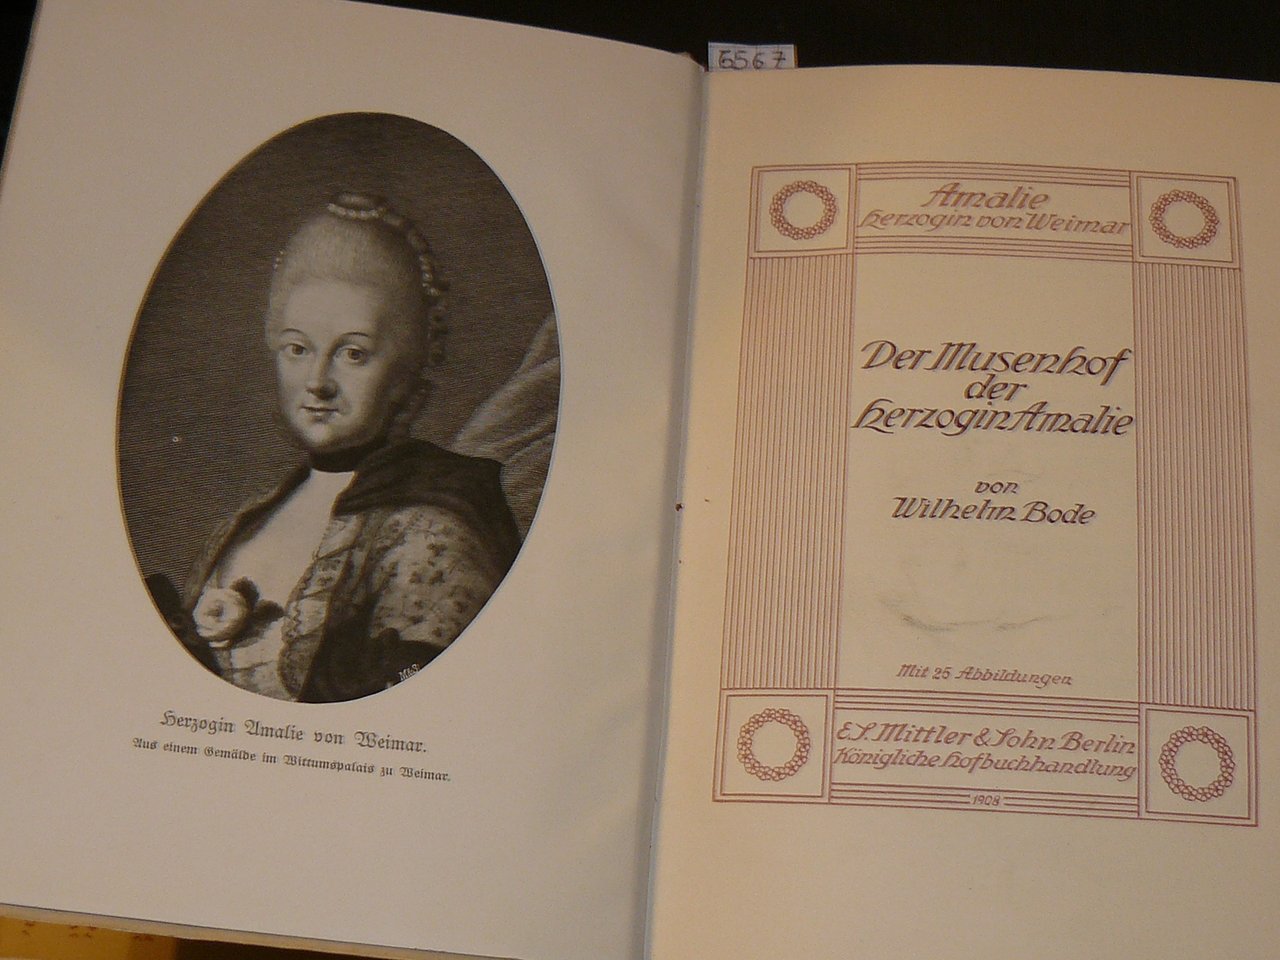 6567
Herzogin Amalie von Weimar.
Aus einem Gemälde im Wittumspalais zu Weimar.
Amalie
Herzogin von Weimar
Der Musenhof
der
Herzogin Amalie
von
Wilhelm Bode
Mit 25 Abbildungen
E.S. Mittler & Sohn Berlin
Königliche Hofbuchhandlung
1908